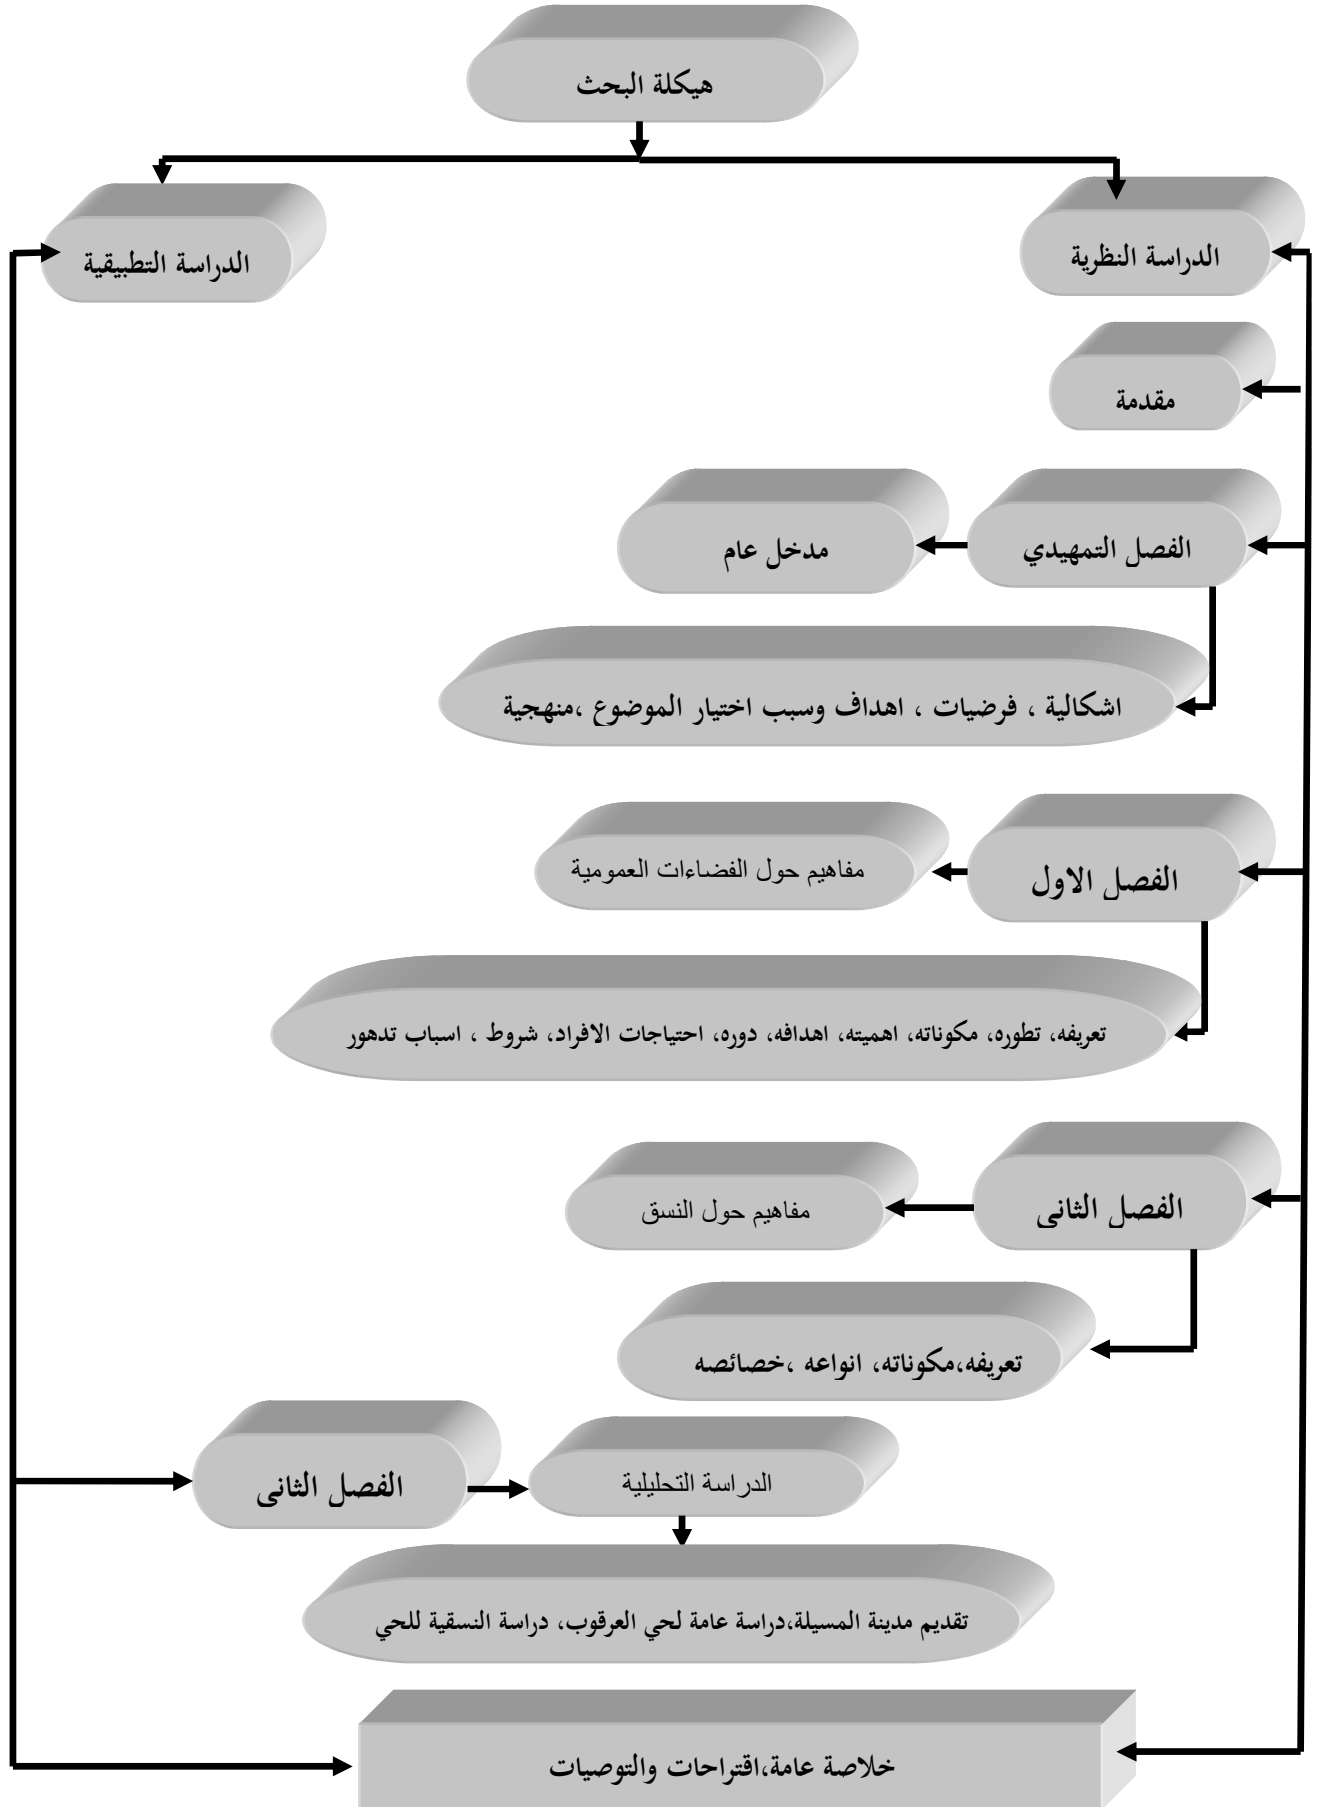 هيكلة البحث
الدراسة النظرية
الدراسة التطبيقية
مقدمة
الفصل التمهيدي
مدخل عام
اشكالية ، فرضيات ، اهداف وسبب اختيار الموضوع ،منهجية
الفصل الاول
مفاهيم حول الفضاءات العمومية
تعريفه، تطوره، مكوناته، اهميته، اهدافه، دوره، احتياجات الافراد، شروط ، اسباب تدهور
الفصل الثانى
مفاهيم حول النسق
تعريفه،مكوناته، انواعه ،خصائصه
الفصل الثانى
الدراسة التحليلية
تقديم مدينة المسيلة،دراسة عامة لحي العرقوب، دراسة النسقية للحي
خلاصة عامة،اقتراحات والتوصيات